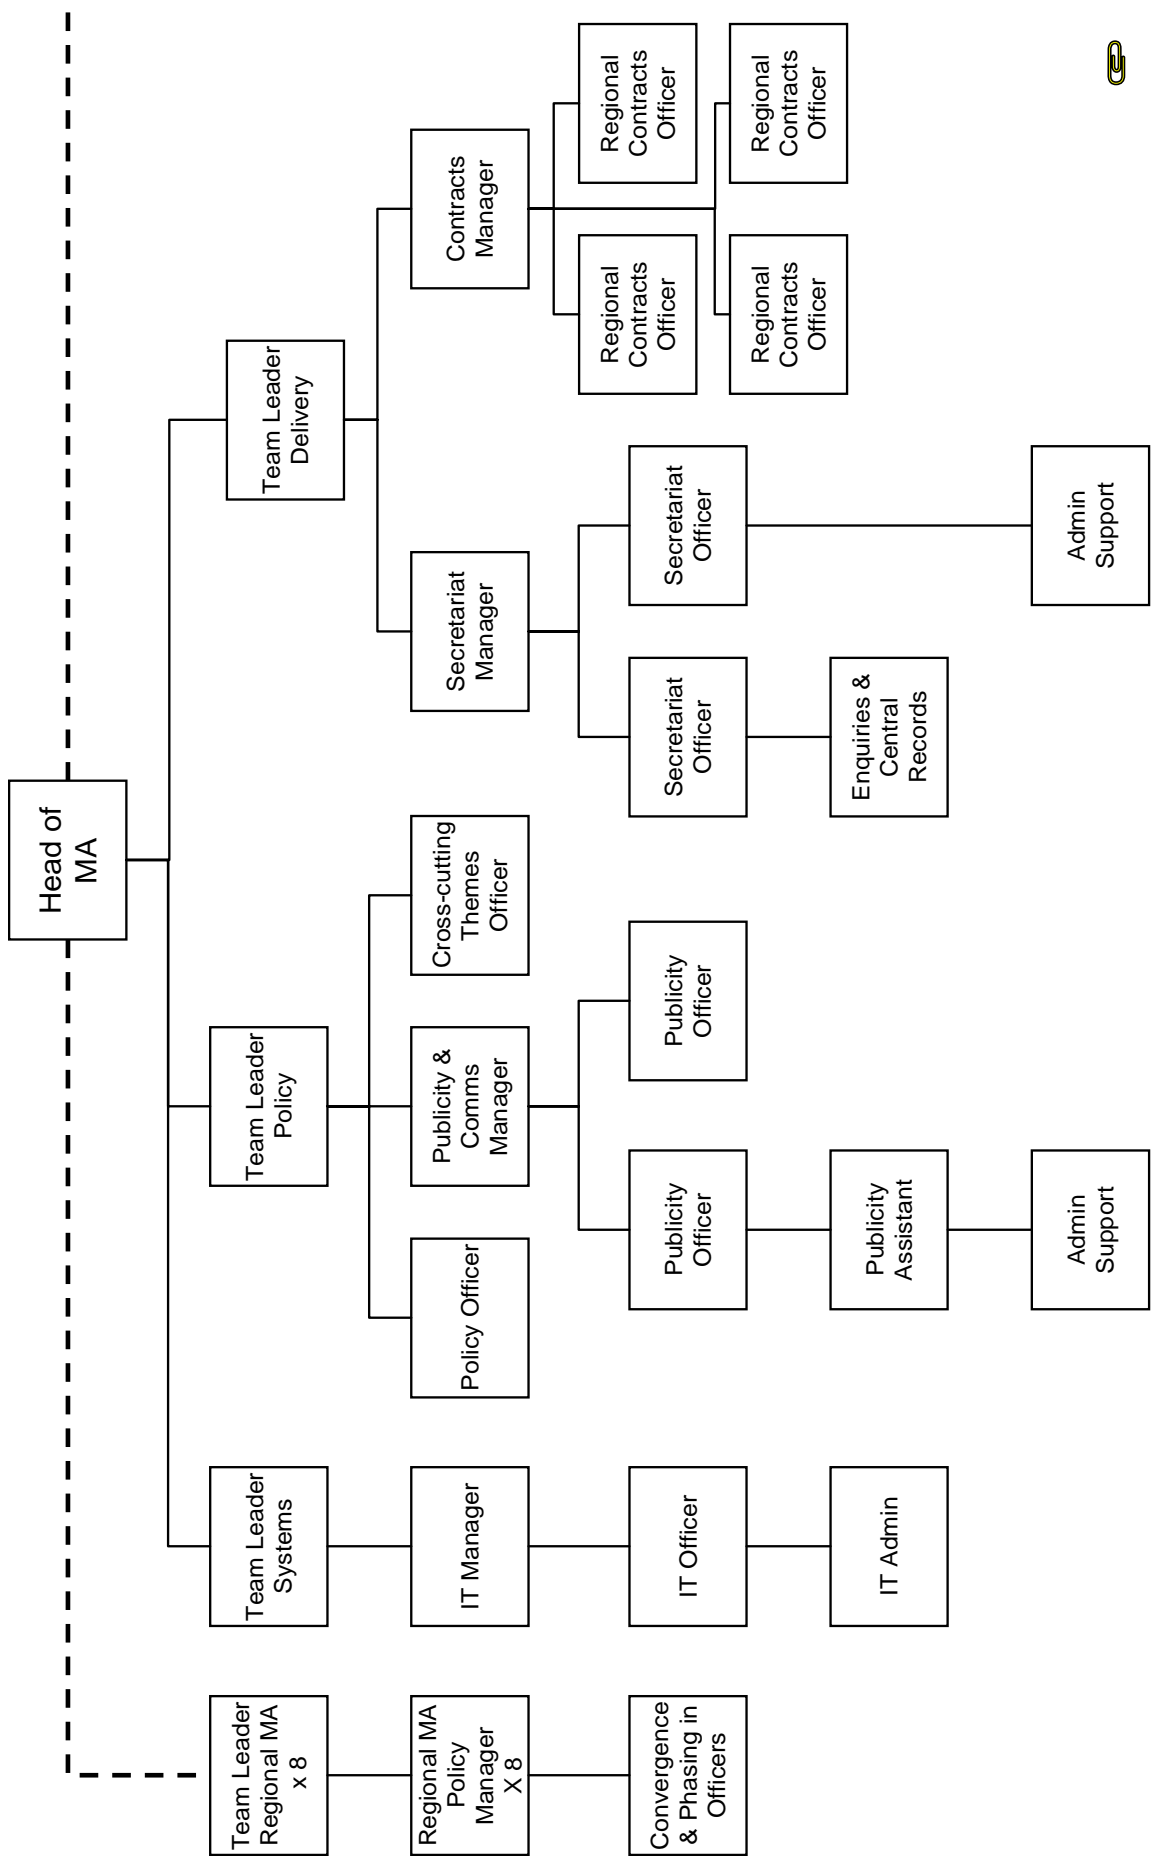 Head of
MA
Team Leader
Regional MA
x 8
Team Leader
Systems
Team Leader
Policy
Team Leader
Delivery
Regional MA
Policy
Manager
X 8
IT Manager
Policy Officer
Publicity &
Comms
Manager
Cross-cutting
Themes
Officer
Secretariat
Manager
Contracts
Manager
Convergence
& Phasing in
Officers
IT Officer
Publicity
Officer
Publicity
Officer
Secretariat
Officer
Secretariat
Officer
Regional
Contracts
Officer
Regional
Contracts
Officer
IT Admin
Publicity
Assistant
Enquiries &
Central
Records
Regional
Contracts
Officer
Regional
Contracts
Officer
Admin
Support
Admin
Support